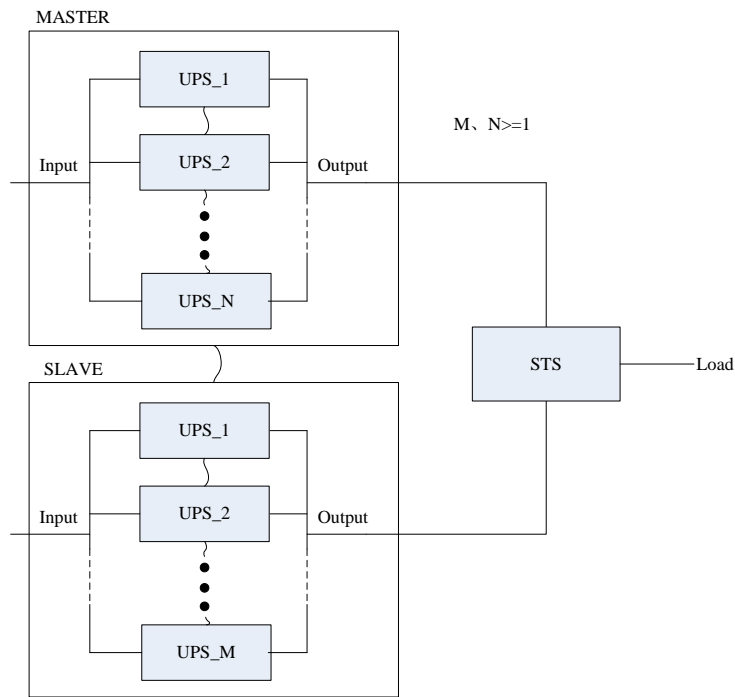 MASTER
UPS_1
M、N>=1
UPS_2
Input
Output
UPS_N
STS
Load
SLAVE
UPS_1
UPS_2
Input
Output
UPS_M